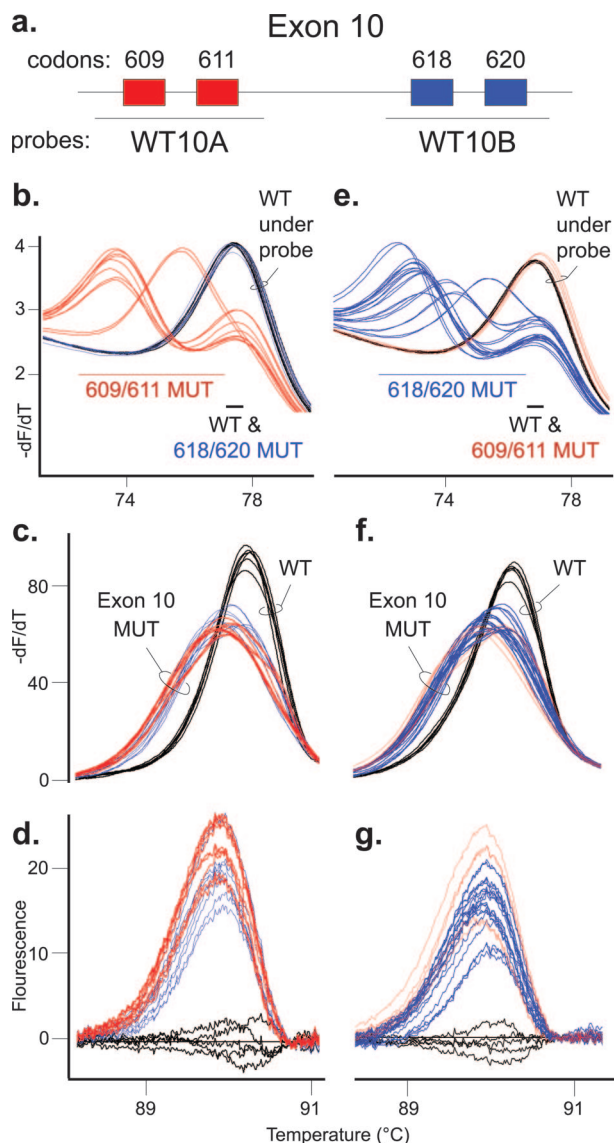 a. Exon 10
codons: 609 611 618 620
probes: WT10A WT10B
b.
WT
under
probe
4
3
2
-dF/dT
609/611 MUT
WT &
618/620 MUT
74 78
e.
WT
under
probe
618/620 MUT
WT &
609/611 MUT
74 78
c.
80
40
0
-dF/dT
Exon 10
MUT
WT
f.
Exon 10
MUT
WT
d.
20
10
0
Flourescence
89 91
g.
89 91
Temperature (°C)